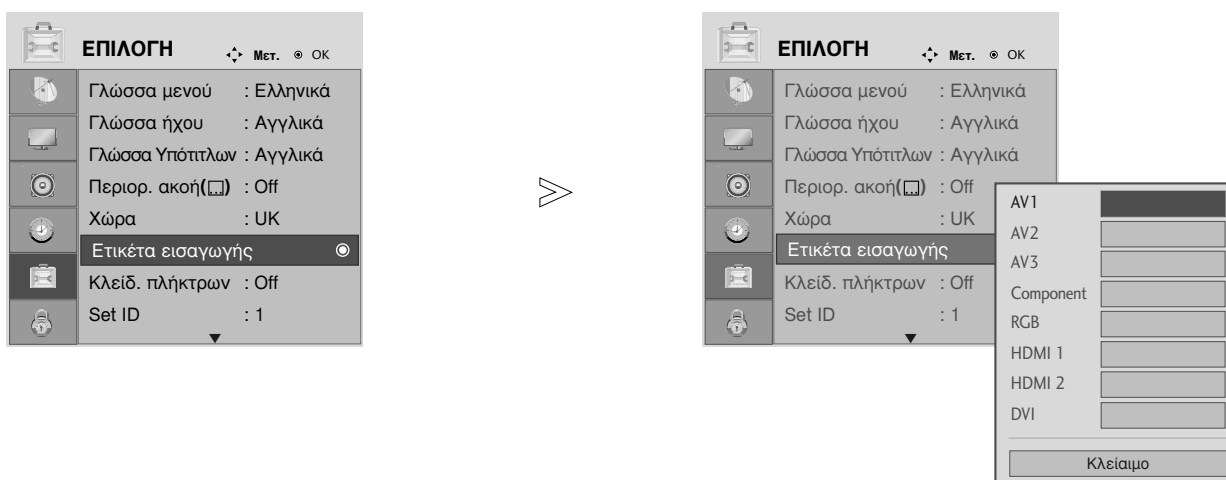 ΕΠΙΛΟΓΗ Μετ. OK
Γλώσσα μενού : Ελληνικά
Γλώσσα ήχου : Αγγλικά
Γλώσσα Υπότιτλων : Αγγλικά
Περιορ. ακοή( ) : Off
Χώρα : UK
Ετικέτα εισαγωγής
Κλείδ. πλήκτρων : Off
Set ID : 1
ΕΠΙΛΟΓΗ Μετ. OK
Γλώσσα μενού : Ελληνικά
Γλώσσα ήχου : Αγγλικά
Γλώσσα Υπότιτλων : Αγγλικά
Περιορ. ακοή( ) : Off
Χώρα : UK
Ετικέτα εισαγωγής
Κλείδ. πλήκτρων : Off
Set ID : 1
AV1
AV2
AV3
Component
RGB
HDMI 1
HDMI 2
DVI
Κλείαιμο